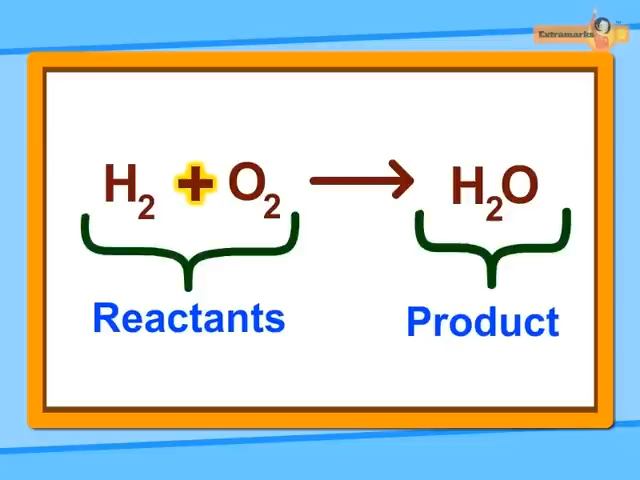 Extramarks
H₂ + O₂ → H₂O
Reactants
Product